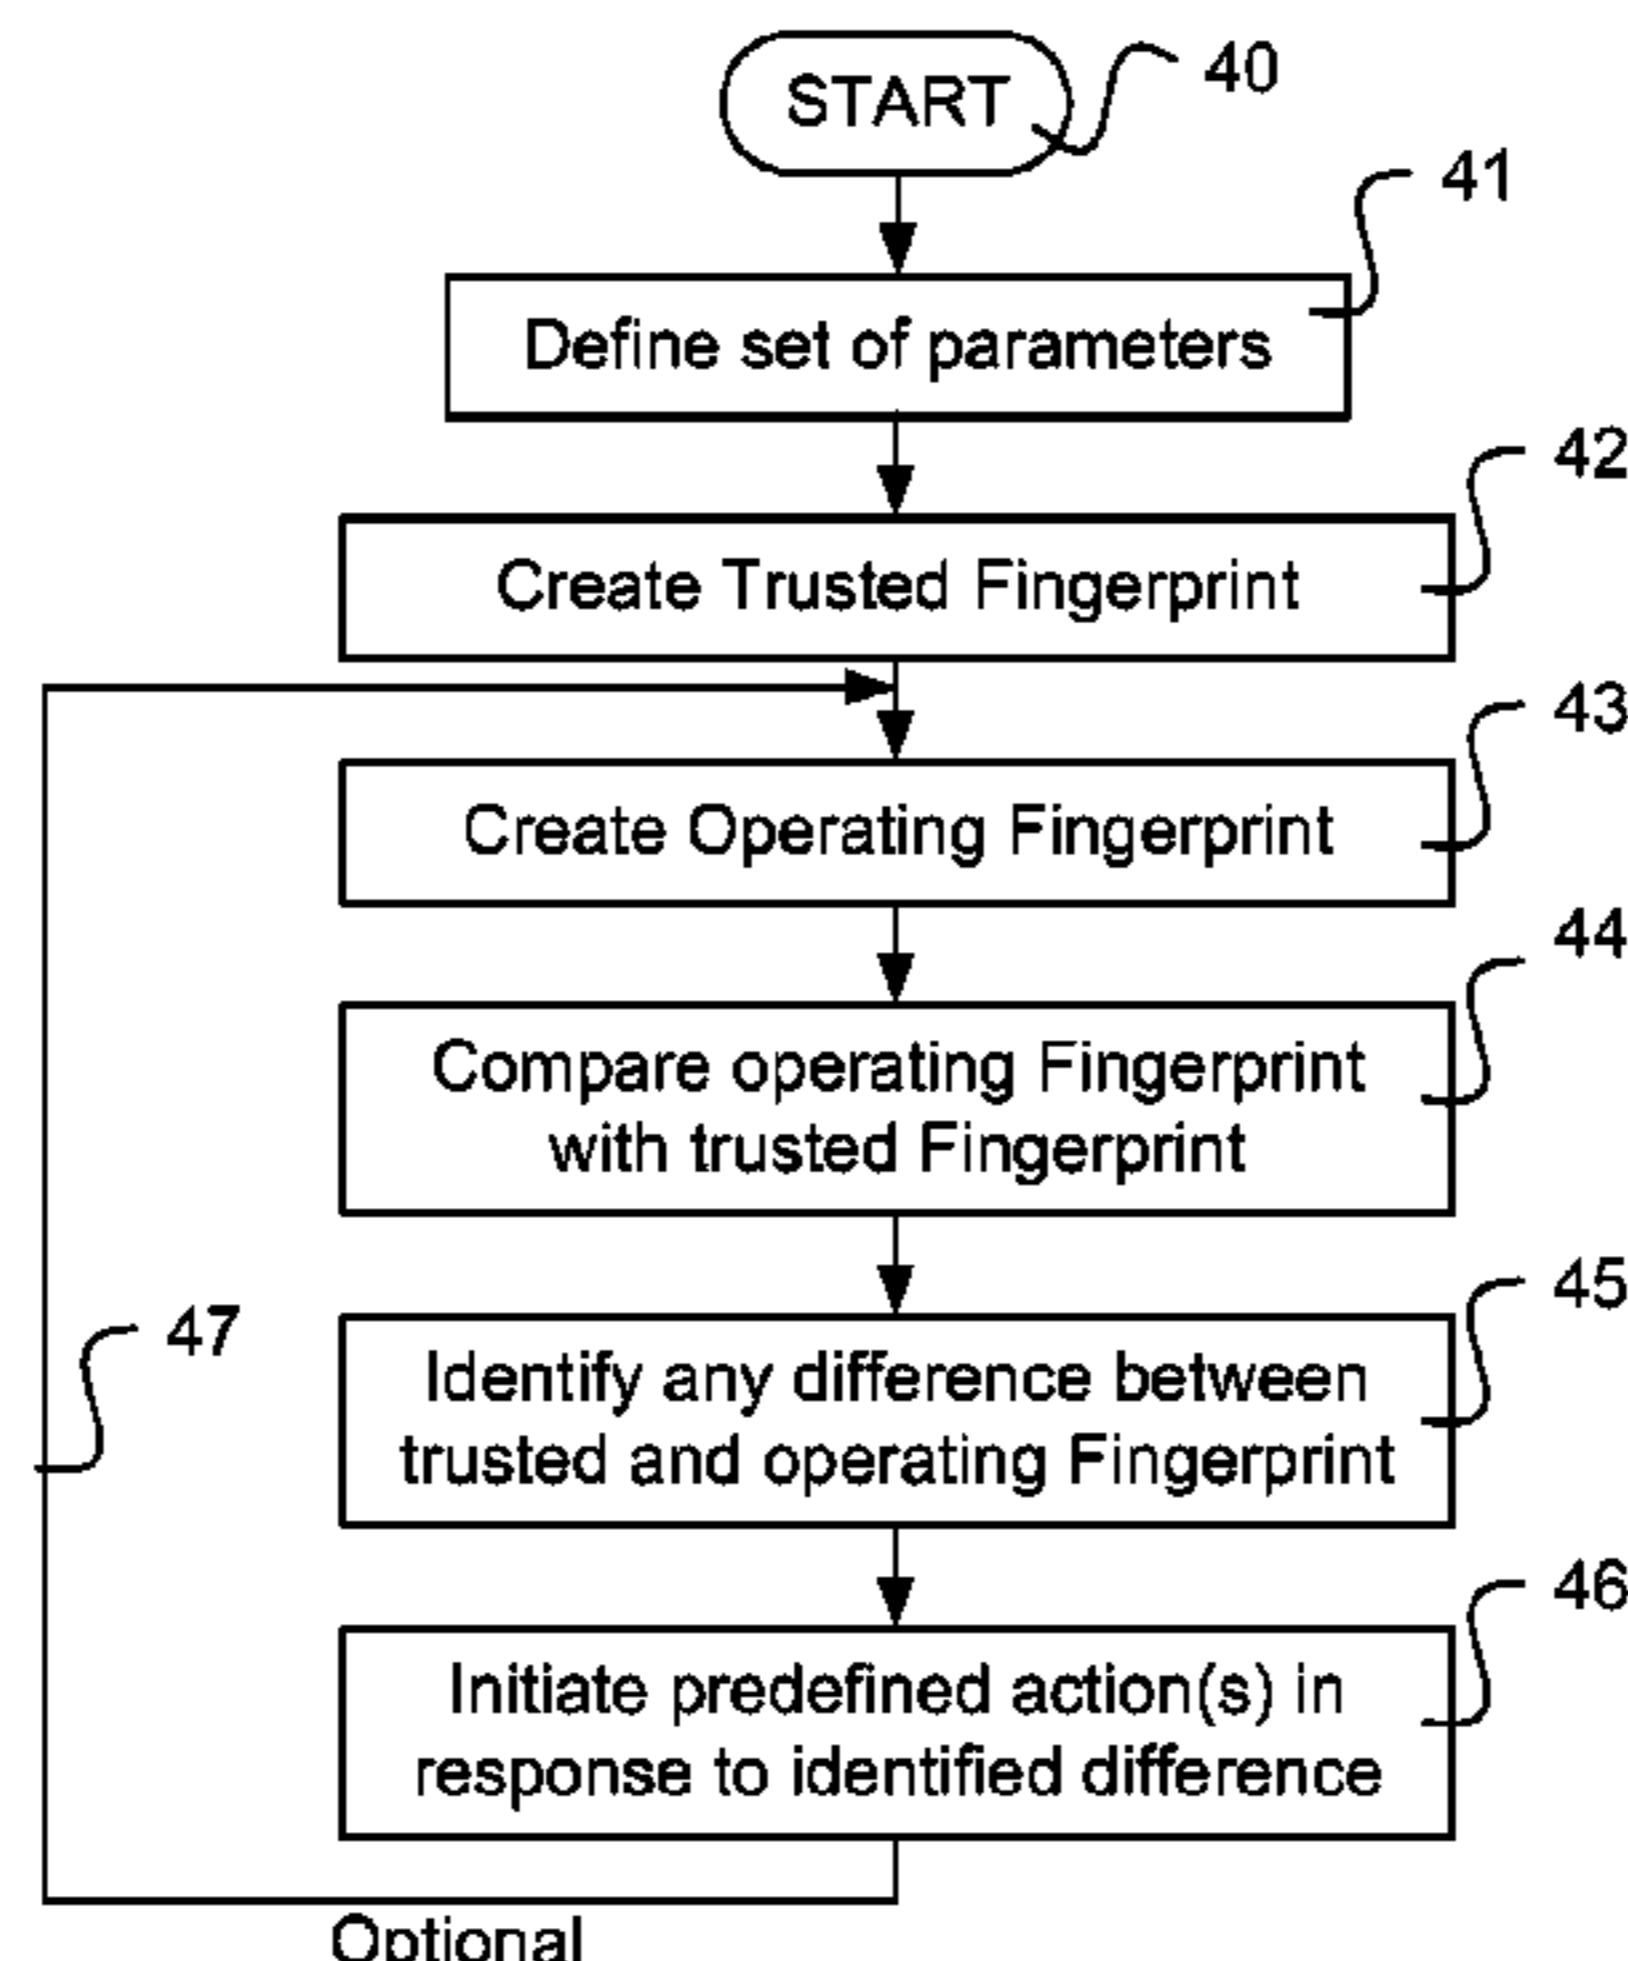 START
40
41
Define set of parameters
42
Create Trusted Fingerprint
43
Create Operating Fingerprint
44
Compare operating Fingerprint
with trusted Fingerprint
45
Identify any difference between
trusted and operating Fingerprint
47
46
Initiate predefined action(s) in
response to identified difference
Optional